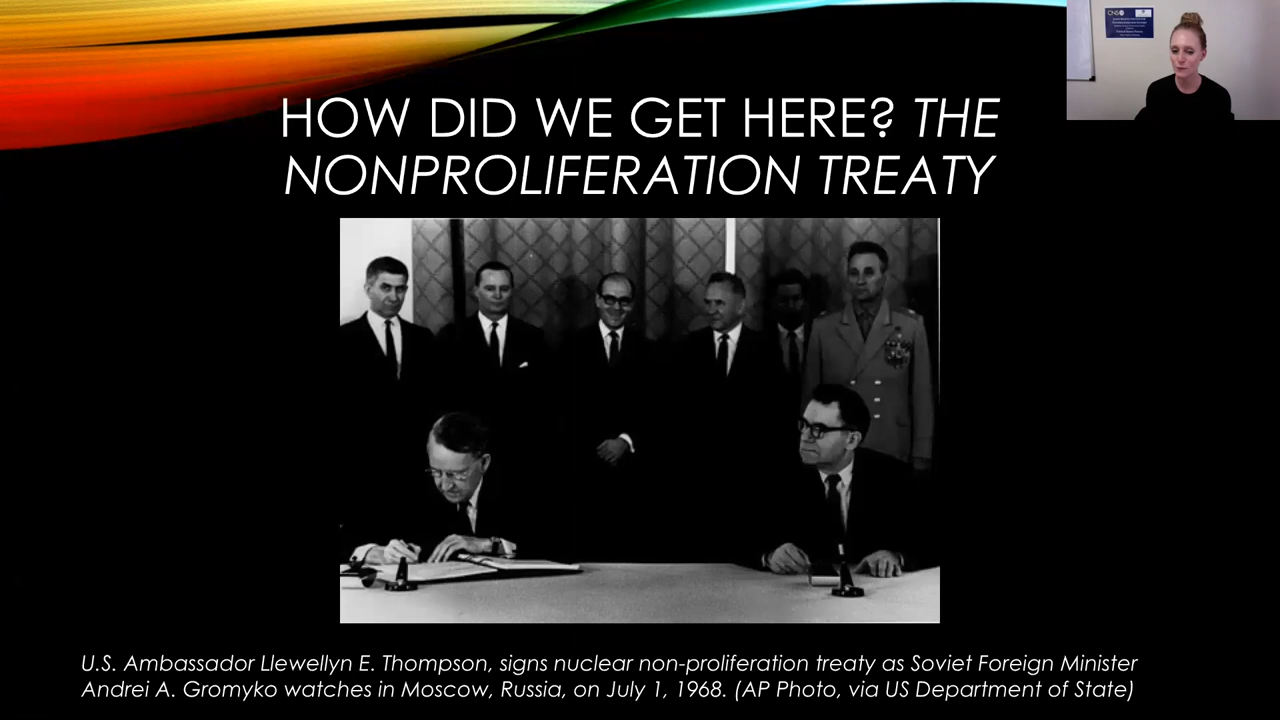 HOW DID WE GET HERE? THE
NONPROLIFERATION TREATY
CNS
U.S. Ambassador Llewellyn E. Thompson, signs nuclear non-proliferation treaty as Soviet Foreign Minister
Andrei A. Gromyko watches in Moscow, Russia, on July 1, 1968. (AP Photo, via US Department of State)